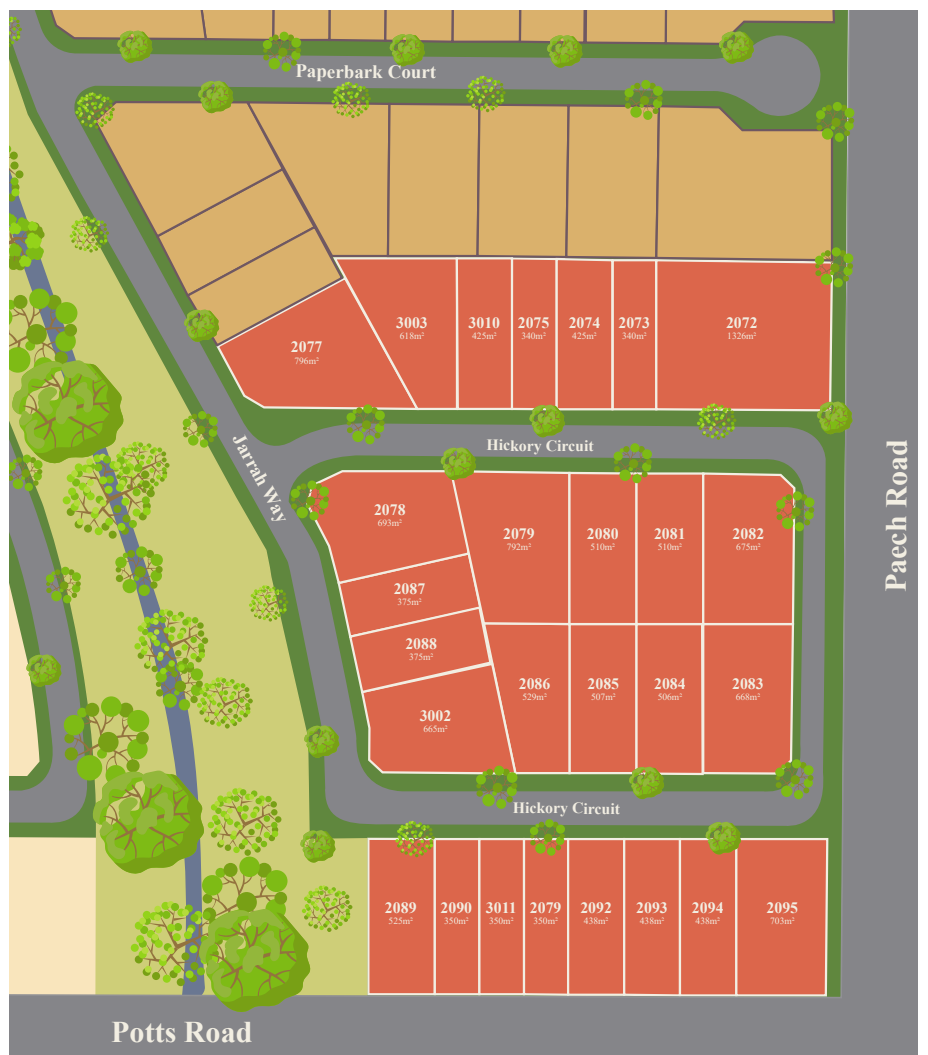 Paperbark Court
2077
796m²
3003
618m²
3010
425m²
2075
340m²
2074
425m²
2073
340m²
2072
1326m²
Hickory Circuit
Jarrah Way
Paech Road
2078
693m²
2079
792m²
2080
510m²
2081
510m²
2082
675m²
2087
375m²
2088
375m²
3002
665m²
2086
529m²
2085
507m²
2084
506m²
2083
668m²
Hickory Circuit
2089
525m²
2090
350m²
3011
350m²
2079
350m²
2092
438m²
2093
438m²
2094
438m²
2095
703m²
Potts Road